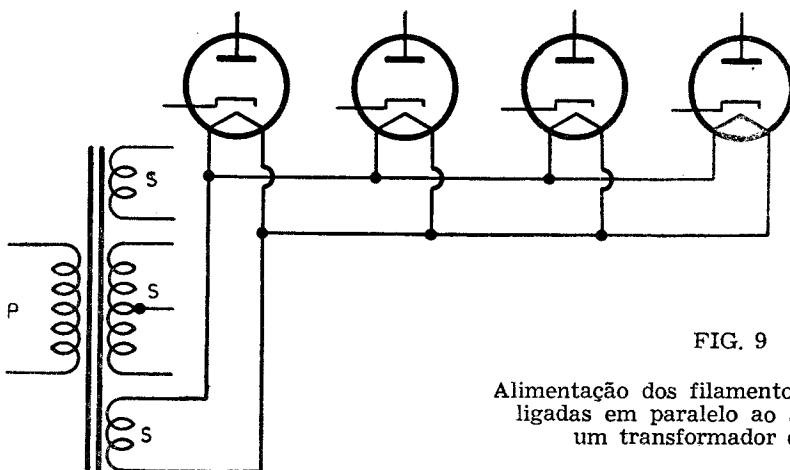 S
S
P
S
FIG. 9
Alimentação dos filamento
ligadas em paralelo ao
um transformador